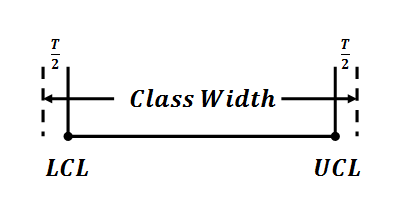 T/2 T/2
Class Width
LCL UCL